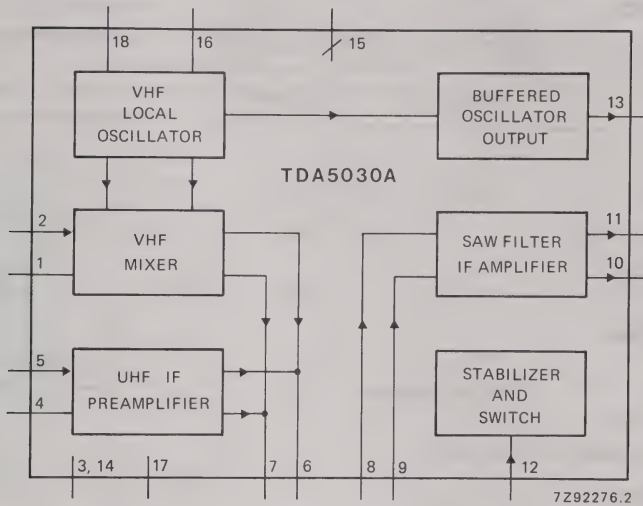 18 16 15
VHF
LOCAL
OSCILLATOR
BUFFERED
OSCILLATOR
OUTPUT
13
TDA5030A
2
1
VHF
MIXER
SAW FILTER
IF AMPLIFIER
11
10
5
4
UHF IF
PREAMPLIFIER
STABILIZER
AND
SWITCH
3, 14 17 7 6 8 9 12
7Z92276.2